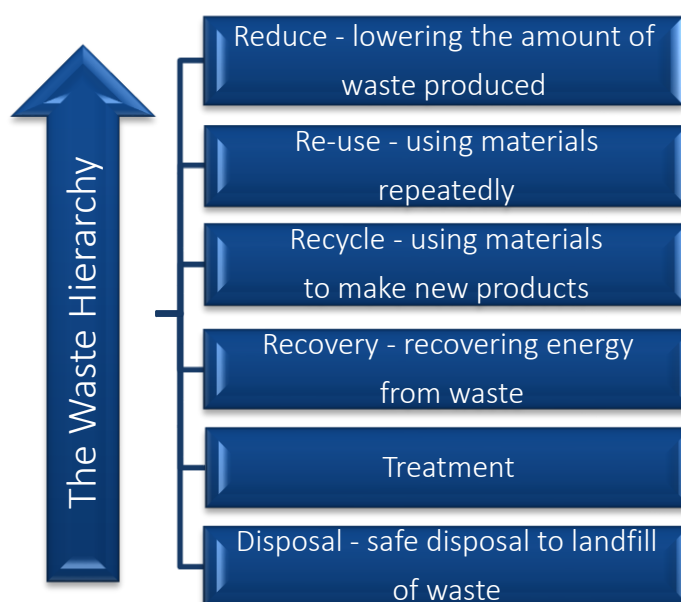 The Waste Hierarchy
Reduce - lowering the amount of
waste produced
Re-use - using materials
repeatedly
Recycle - using materials
to make new products
Recovery - recovering energy
from waste
Treatment
Disposal - safe disposal to landfill
of waste